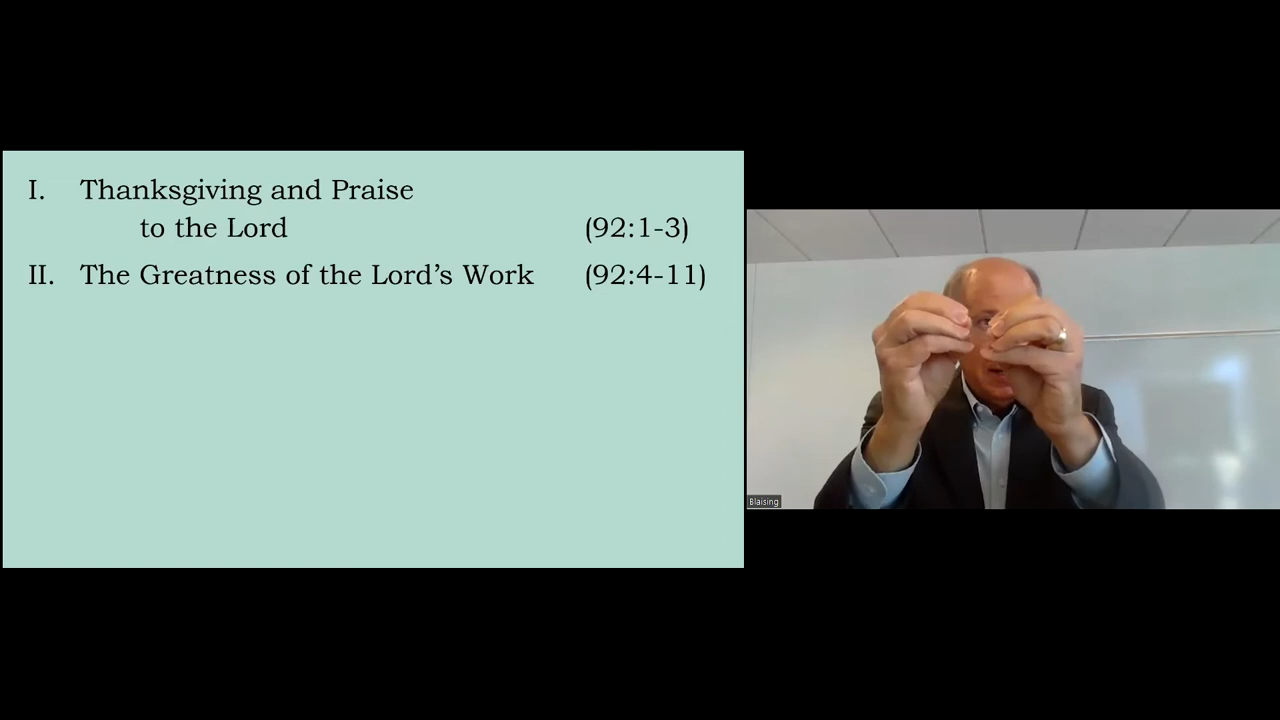 I. Thanksgiving and Praise
to the Lord (92:1-3)
II. The Greatness of the Lord’s Work (92:4-11)
Blaising